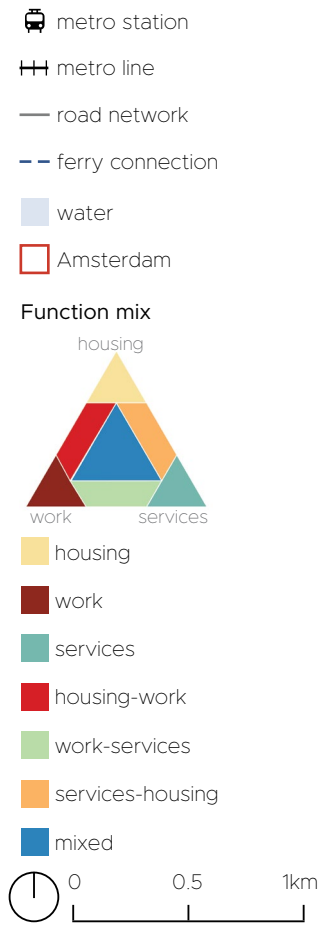 metro station
metro line
road network
ferry connection
water
Amsterdam
Function mix
housing
work services
housing
work
services
housing-work
work-services
services-housing
mixed
0 0.5 1km